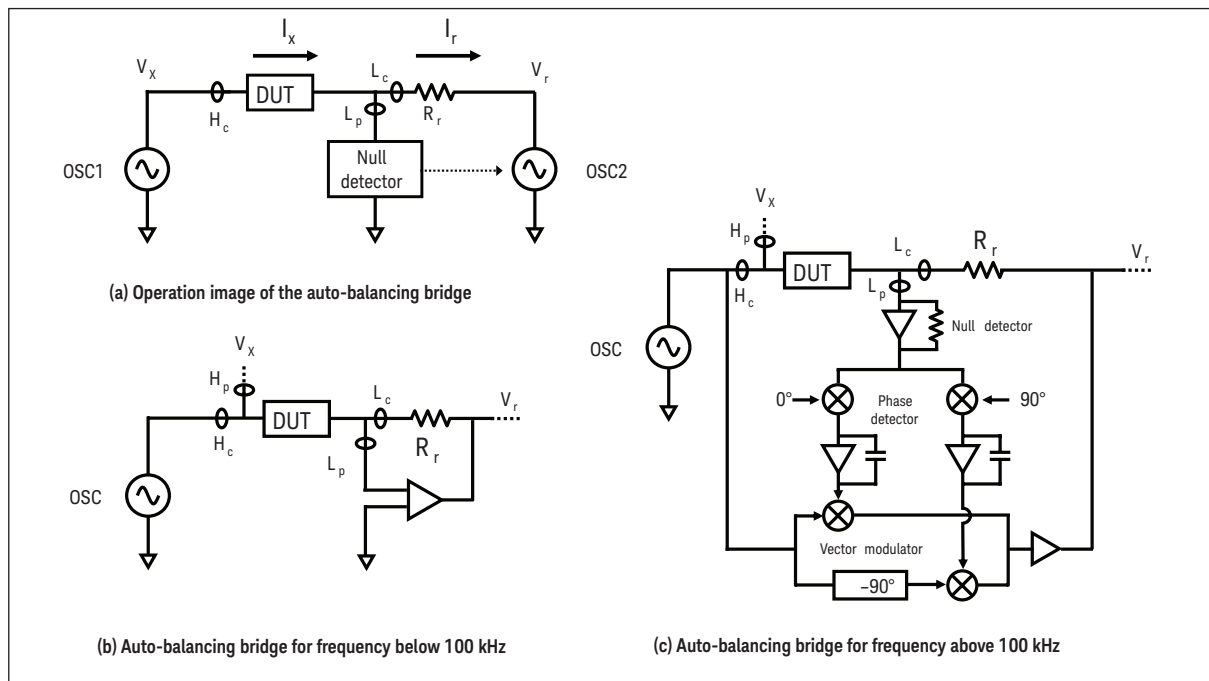 I x
I r
V X
L c
V r
DUT
H c
L p
R r
OSC1
Null
detector
OSC2
(a) Operation image of the auto-balancing bridge
V X
H p
L c
V r
DUT
H c
L p
R r
OSC
(b) Auto-balancing bridge for frequency below 100 kHz
V X
H p
L c
R r
V r
DUT
H c
L p
Null detector
OSC
0°
Phase
detector
90°
Vector modulator
–90°
(c) Auto-balancing bridge for frequency above 100 kHz